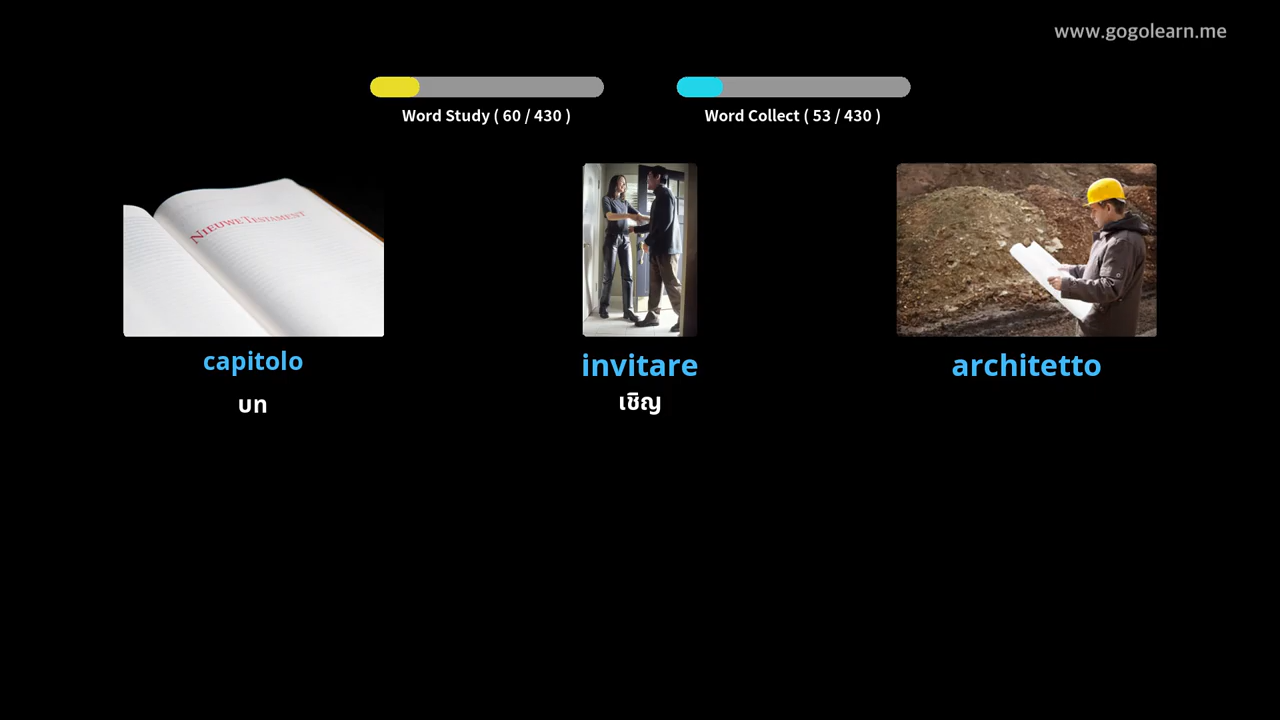 www.gogolearn.me
Word Study ( 60 / 430 )
Word Collect ( 53 / 430 )
NIEUWE TESTAMENT
capitolo
invitare
architetto
บท
เชิญ